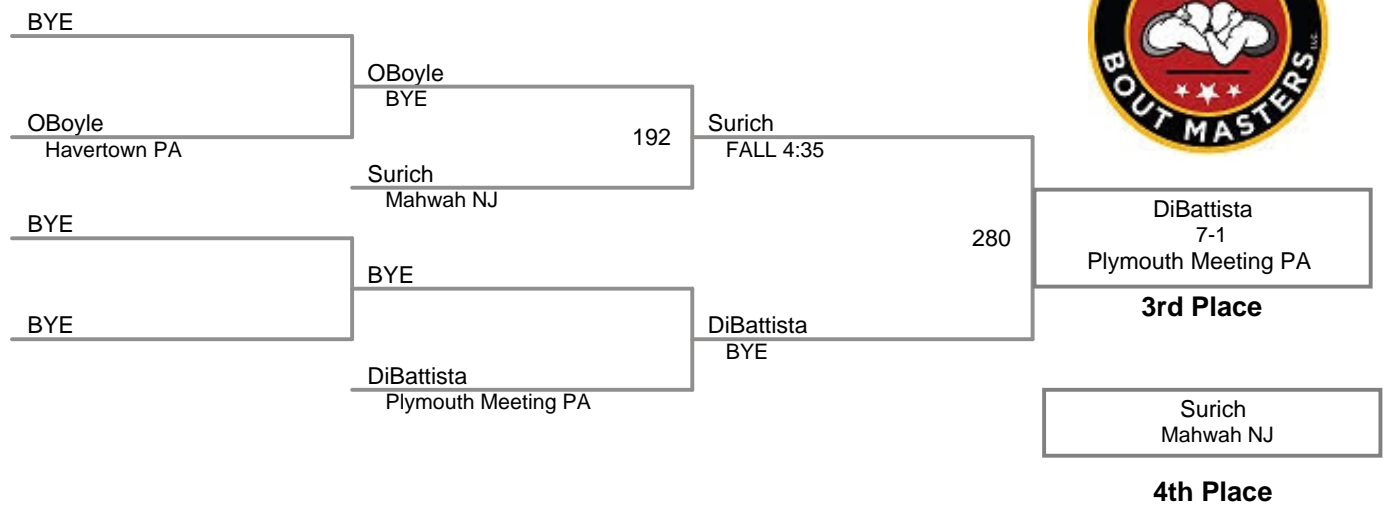 BYE
OBoyle
BYE
OBoyle
Havertown PA
192
Surich
FALL 4:35
Surich
Mahwah NJ
BYE
280
DiBattista
7-1
Plymouth Meeting PA
BYE
3rd Place
BYE
DiBattista
BYE
DiBattista
Plymouth Meeting PA
Surich
Mahwah NJ
4th Place
BOUT MASTERS LLC.